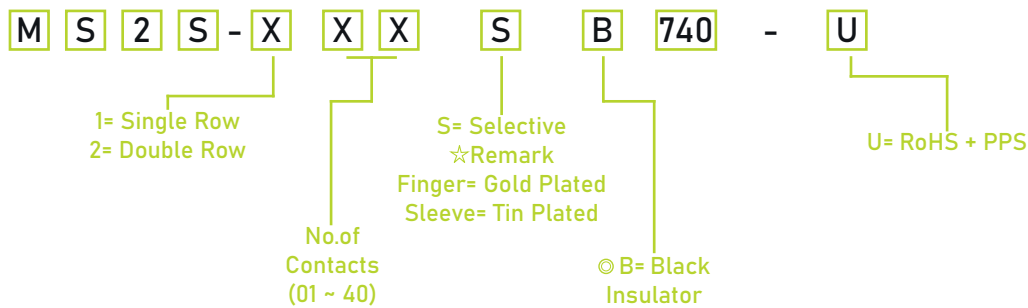 M S 2 S - X X X S B 740 - U
1= Single Row
2= Double Row
No.of
Contacts
(01 ~ 40)
S= Selective
☆Remark
Finger= Gold Plated
Sleeve= Tin Plated
◎ B= Black
Insulator
U= RoHS + PPS